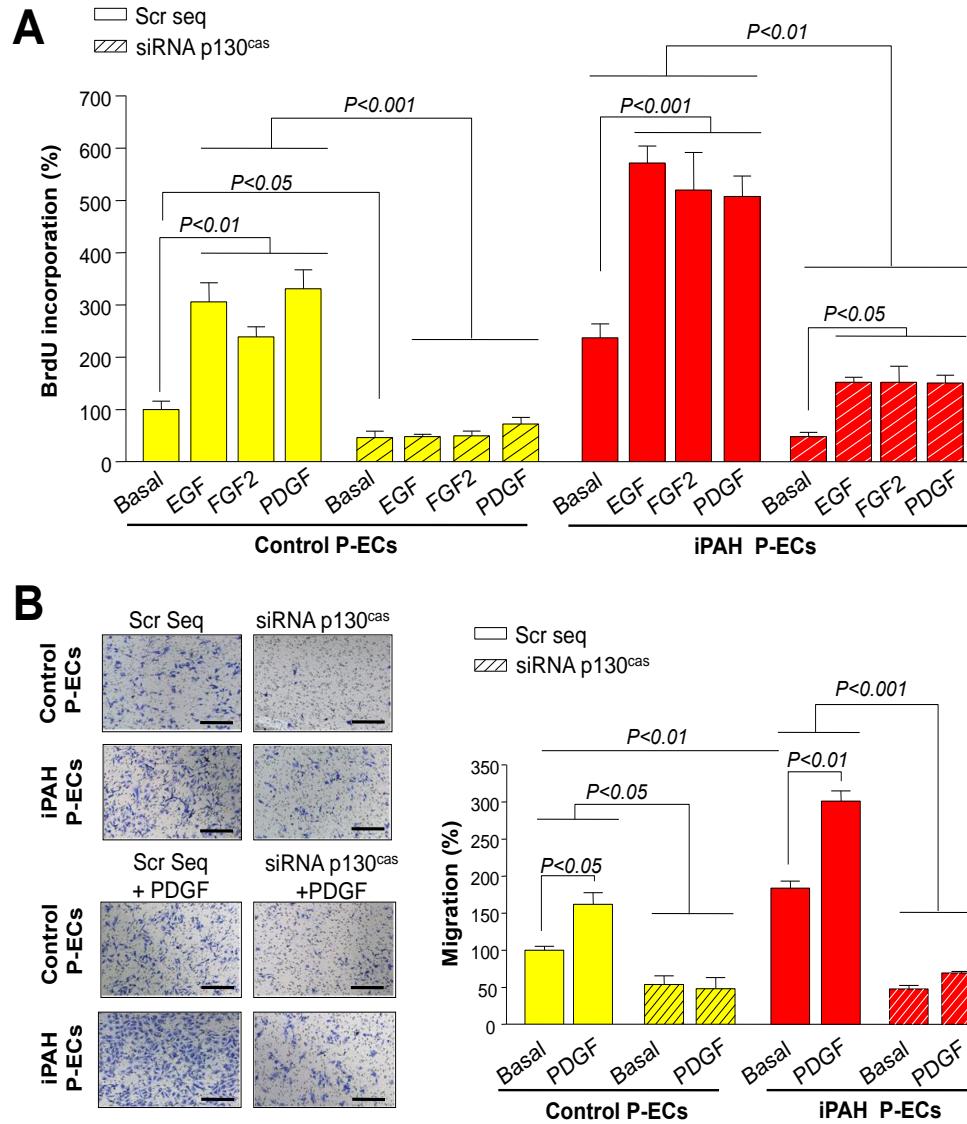 A
Scr seq
siRNA p130cas
P<0.01
P<0.001
P<0.001
P<0.05
P<0.01
P<0.05
BrdU incorporation (%)
700
600
500
400
300
200
100
0
Basal EGF FGF2 PDGF Basal EGF FGF2 PDGF Basal EGF FGF2 PDGF Basal EGF FGF2 PDGF
Control P-ECs iPAH P-ECs
B
Scr Seq siRNA p130cas
Control P-ECs
iPAH P-ECs
Scr Seq + PDGF
siRNA p130cas +PDGF
Control P-ECs
iPAH P-ECs
Scr seq
siRNA p130cas
P<0.001
P<0.01
P<0.01
P<0.05
P<0.05
Migration (%)
350
300
250
200
150
100
50
0
Basal PDGF Basal PDGF Basal PDGF Basal PDGF
Control P-ECs iPAH P-ECs